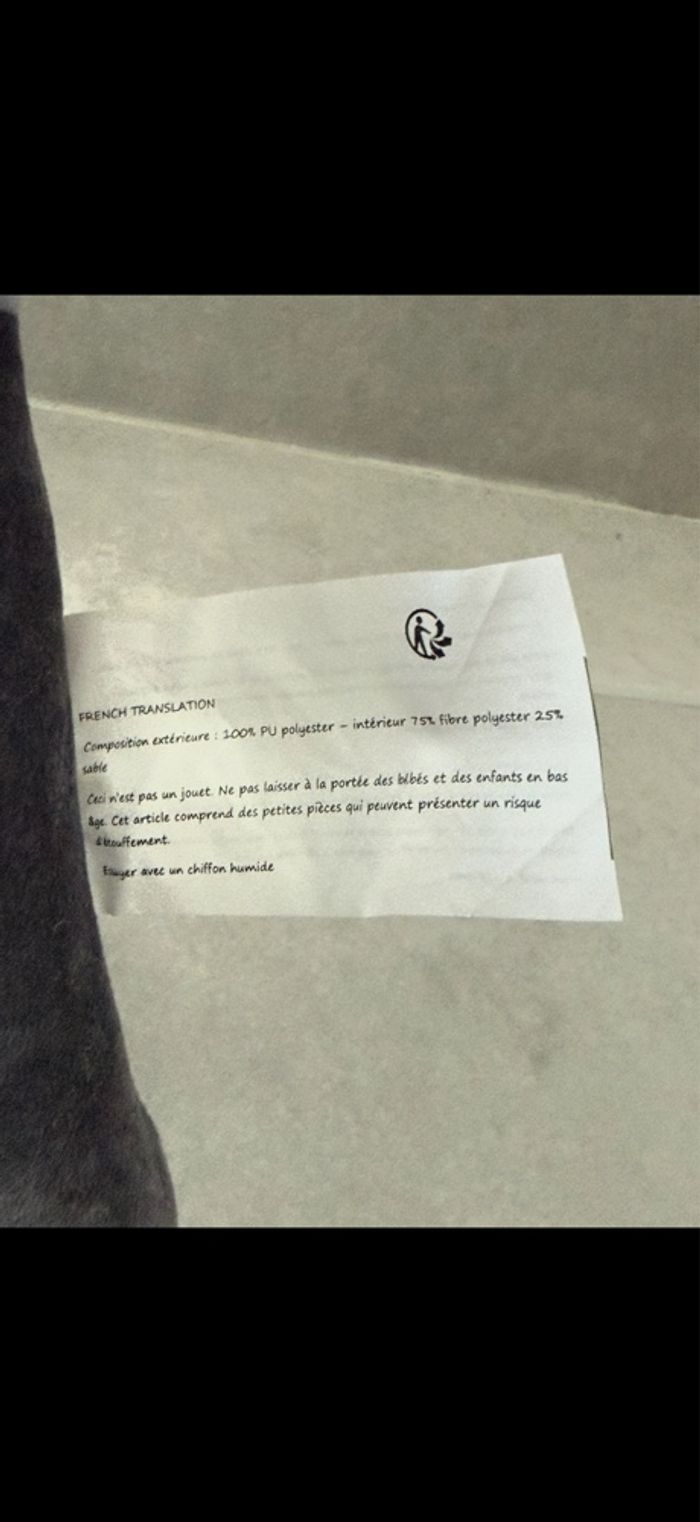 FRENCH TRANSLATION
Composition extérieure : 100% PU polyester – intérieur 75% fibre polyester 25%
sable
Ceci n'est pas un jouet. Ne pas laisser à la portée des bébés et des enfants en bas
âge. Cet article comprend des petites pièces qui peuvent présenter un risque
d'étouffement.
Essuyer avec un chiffon humide